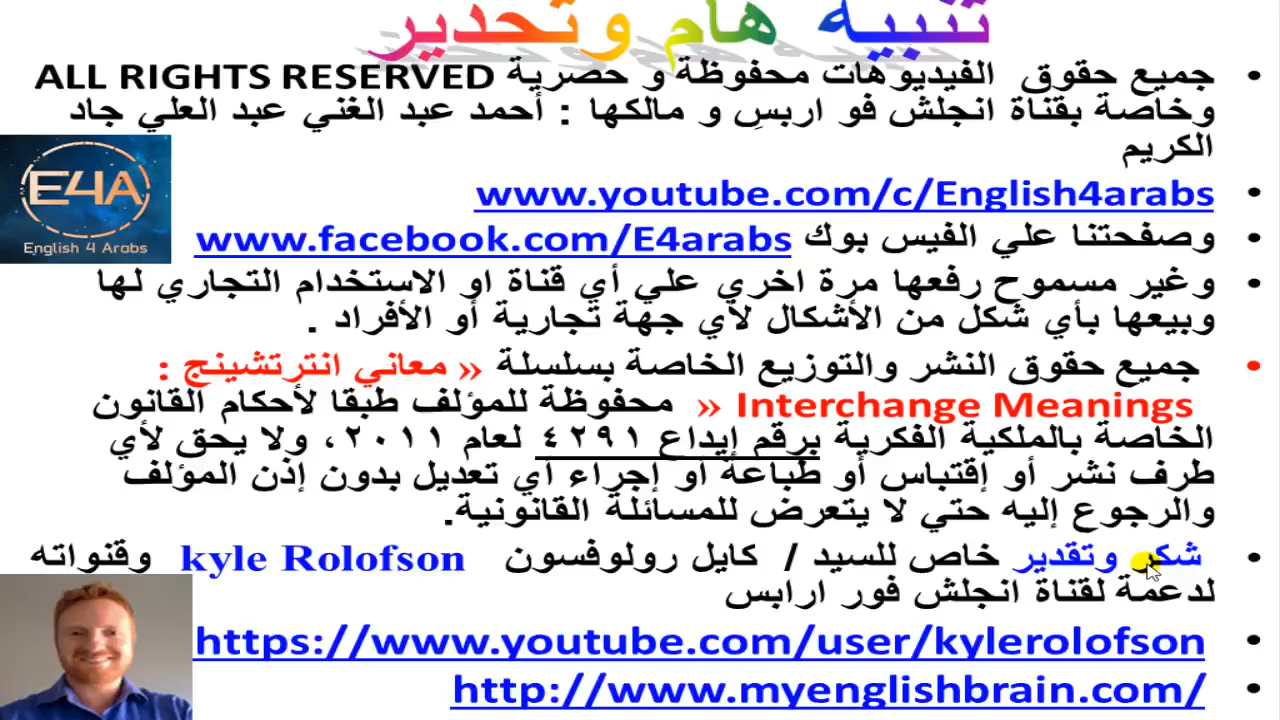 تنبيه هام وتحدير
جميع حقوق الفيديوهات محفوظة و حصرية ALL RIGHTS RESERVED
وخاصة بقناة انجلش فو اربسِ و مالكها : أحمد عبد الغني عبد العلي جاد
الكريم
www.youtube.com/c/English4arabs
وصفحتنا علي الفيس بوك www.facebook.com/E4arabs
E4A
English 4 Arabs
وغير مسموح رفعها مرة اخري علي أي قناة او الاستخدام التجاري لها
وبيعها بأي شكل من الأشكال لأي جهة تجارية أو الأفراد .
جميع حقوق النشر والتوزيع الخاصة بسلسلة « معاني انترتشينج :
Interchange Meanings » محفوظة للمؤلف طبقا لأحكام القانون
الخاصة بالملكية الفكرية برقم إيداع ٤٢٩١ لعام ٢٠١١، ولا يحق لأي
طرف نشر أو إقتباس أو طباعة أو إجراء أي تعديل بدون إذن المؤلف
والرجوع إليه حتي لا يتعرض للمسائلة القانونية.
شكر وتقدير خاص للسيد / كايل رولوفسون kyle Rolofson وقنواته
لدعمة لقناة انجلش فور ارابس
https://www.youtube.com/user/kylerolofson
http://www.myenglishbrain.com/